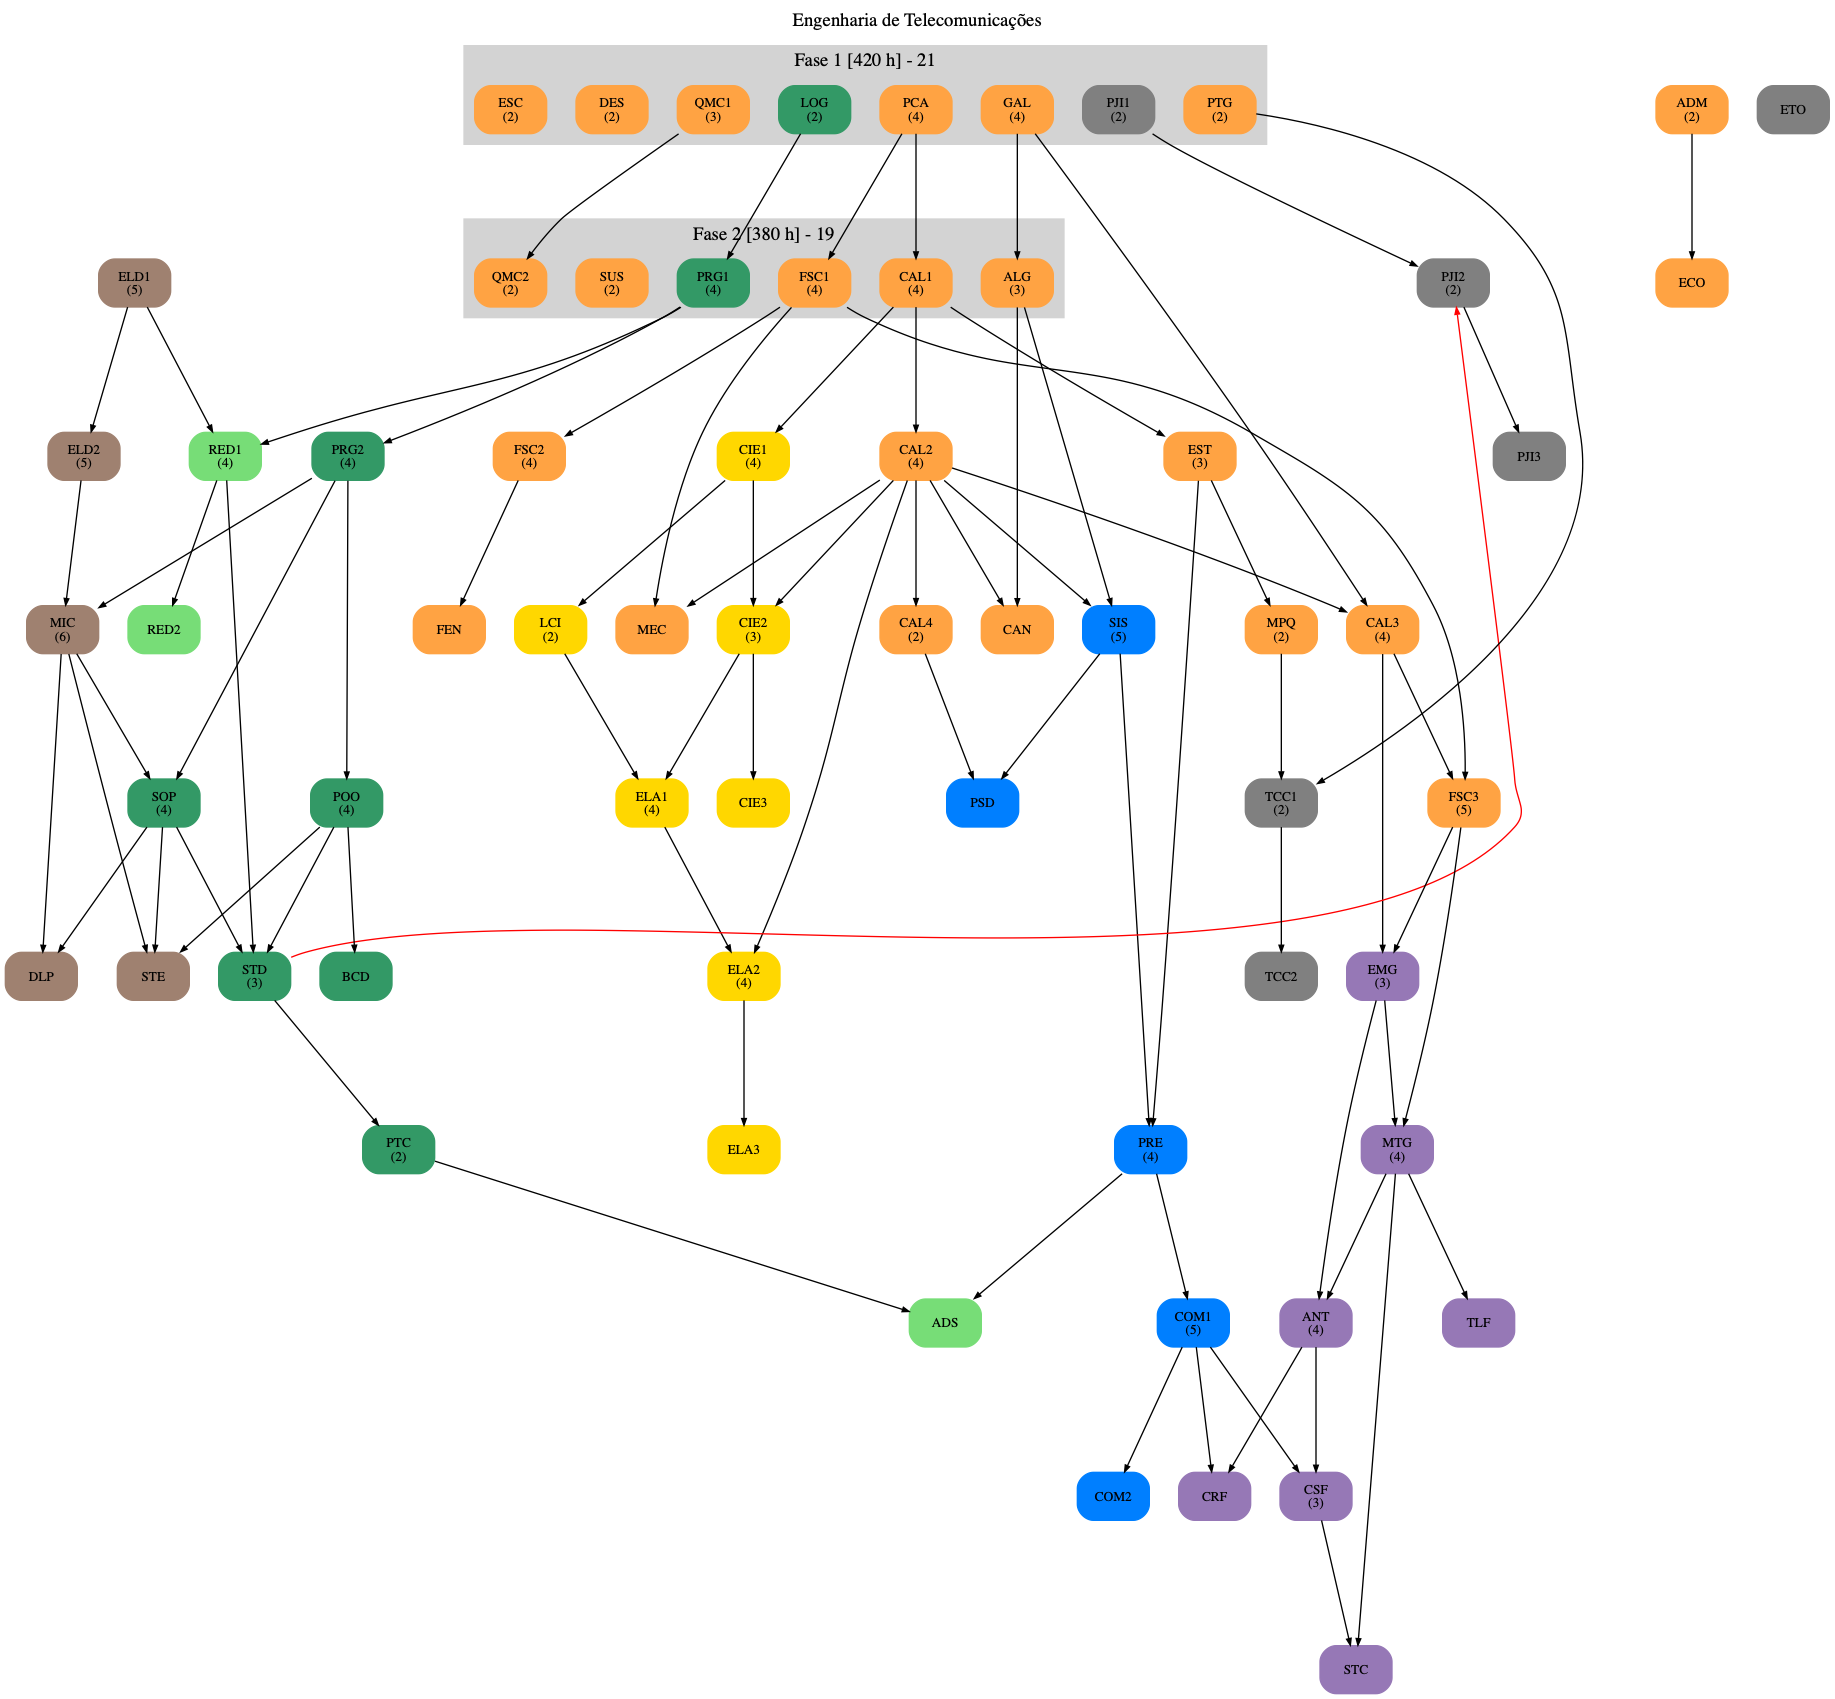 Engenharia de Telecomunicações
Fase 1 [420 h] - 21
ESC
(2)
DES
(2)
QMC1
(3)
LOG
(2)
PCA
(4)
GAL
(4)
PJI1
(2)
PTG
(2)
ADM
(2)
ETO
Fase 2 [380 h] - 19
ELD1
(5)
QMC2
(2)
SUS
(2)
PRG1
(4)
FSC1
(4)
CAL1
(4)
ALG
(3)
PJI2
(2)
ECO
ELD2
(5)
RED1
(4)
PRG2
(4)
FSC2
(4)
CIE1
(4)
CAL2
(4)
EST
(3)
PJI3
MIC
(6)
RED2
FEN
LCI
(2)
MEC
CIE2
(3)
CAL4
(2)
CAN
SIS
(5)
MPQ
(2)
CAL3
(4)
SOP
(4)
POO
(4)
ELA1
(4)
CIE3
PSD
TCC1
(2)
FSC3
(5)
DLP
STE
STD
(3)
BCD
ELA2
(4)
TCC2
EMG
(3)
PTC
(2)
ELA3
PRE
(4)
MTG
(4)
ADS
COM1
(5)
ANT
(4)
TLF
COM2
CRF
CSF
(3)
STC